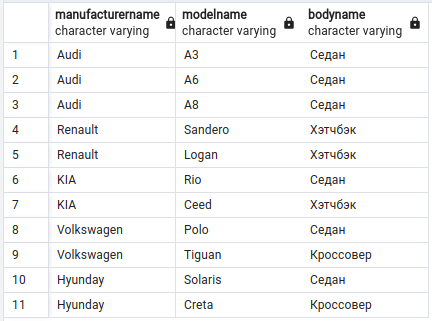 manufacturername modelname bodyname
character varying character varying character varying
1 Audi A3 Седан
2 Audi A6 Седан
3 Audi A8 Седан
4 Renault Sandero Хэтчбэк
5 Renault Logan Хэтчбэк
6 KIA Rio Седан
7 KIA Ceed Хэтчбэк
8 Volkswagen Polo Седан
9 Volkswagen Tiguan Кроссовер
10 Hyunday Solaris Седан
11 Hyunday Creta Кроссовер